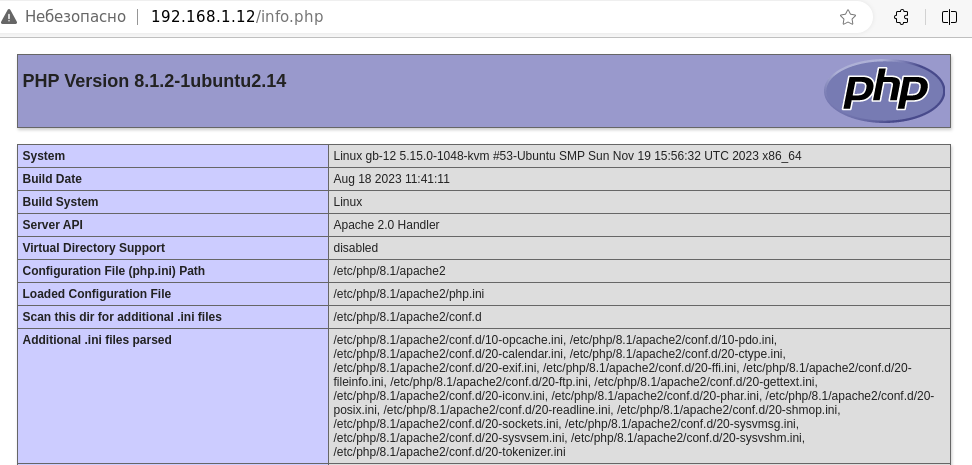 Небезопасно 192.168.1.12/info.php
PHP Version 8.1.2-1ubuntu2.14
php
System Linux gb-12 5.15.0-1048-kvm #53-Ubuntu SMP Sun Nov 19 15:56:32 UTC 2023 x86_64
Build Date Aug 18 2023 11:41:11
Build System Linux
Server API Apache 2.0 Handler
Virtual Directory Support disabled
Configuration File (php.ini) Path /etc/php/8.1/apache2
Loaded Configuration File /etc/php/8.1/apache2/php.ini
Scan this dir for additional .ini files /etc/php/8.1/apache2/conf.d
Additional .ini files parsed /etc/php/8.1/apache2/conf.d/10-opcache.ini, /etc/php/8.1/apache2/conf.d/10-pdo.ini,
/etc/php/8.1/apache2/conf.d/20-calendar.ini, /etc/php/8.1/apache2/conf.d/20-ctype.ini,
/etc/php/8.1/apache2/conf.d/20-exif.ini, /etc/php/8.1/apache2/conf.d/20-ffi.ini, /etc/php/8.1/apache2/conf.d/20-
fileinfo.ini, /etc/php/8.1/apache2/conf.d/20-ftp.ini, /etc/php/8.1/apache2/conf.d/20-gettext.ini,
/etc/php/8.1/apache2/conf.d/20-iconv.ini, /etc/php/8.1/apache2/conf.d/20-phar.ini, /etc/php/8.1/apache2/conf.d/20-
posix.ini, /etc/php/8.1/apache2/conf.d/20-readline.ini, /etc/php/8.1/apache2/conf.d/20-shmop.ini,
/etc/php/8.1/apache2/conf.d/20-sockets.ini, /etc/php/8.1/apache2/conf.d/20-sysvmsg.ini,
/etc/php/8.1/apache2/conf.d/20-sysvsem.ini, /etc/php/8.1/apache2/conf.d/20-sysvshm.ini,
/etc/php/8.1/apache2/conf.d/20-tokenizer.ini